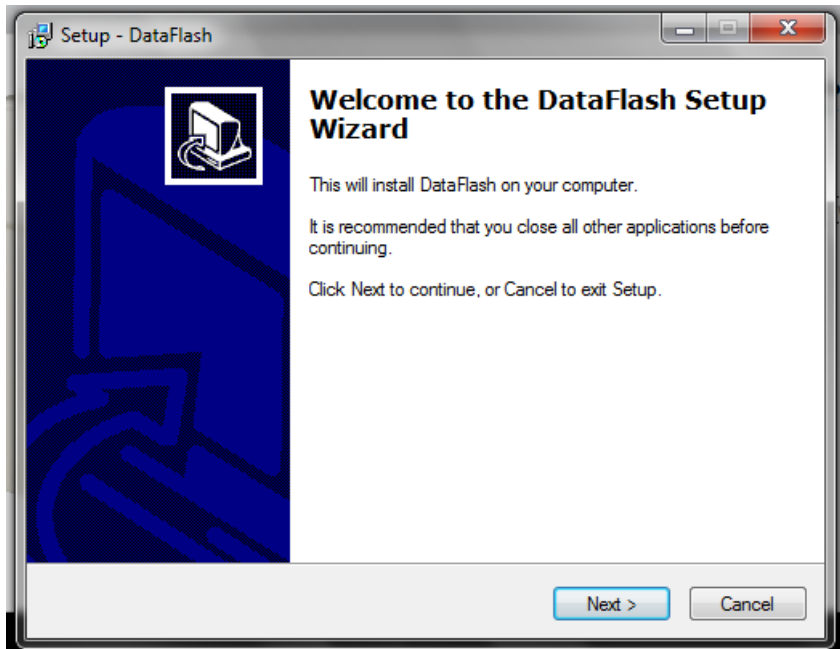 Setup - DataFlash
Welcome to the DataFlash Setup
Wizard
This will install DataFlash on your computer.
It is recommended that you close all other applications before
continuing.
Click Next to continue, or Cancel to exit Setup.
Next >
Cancel